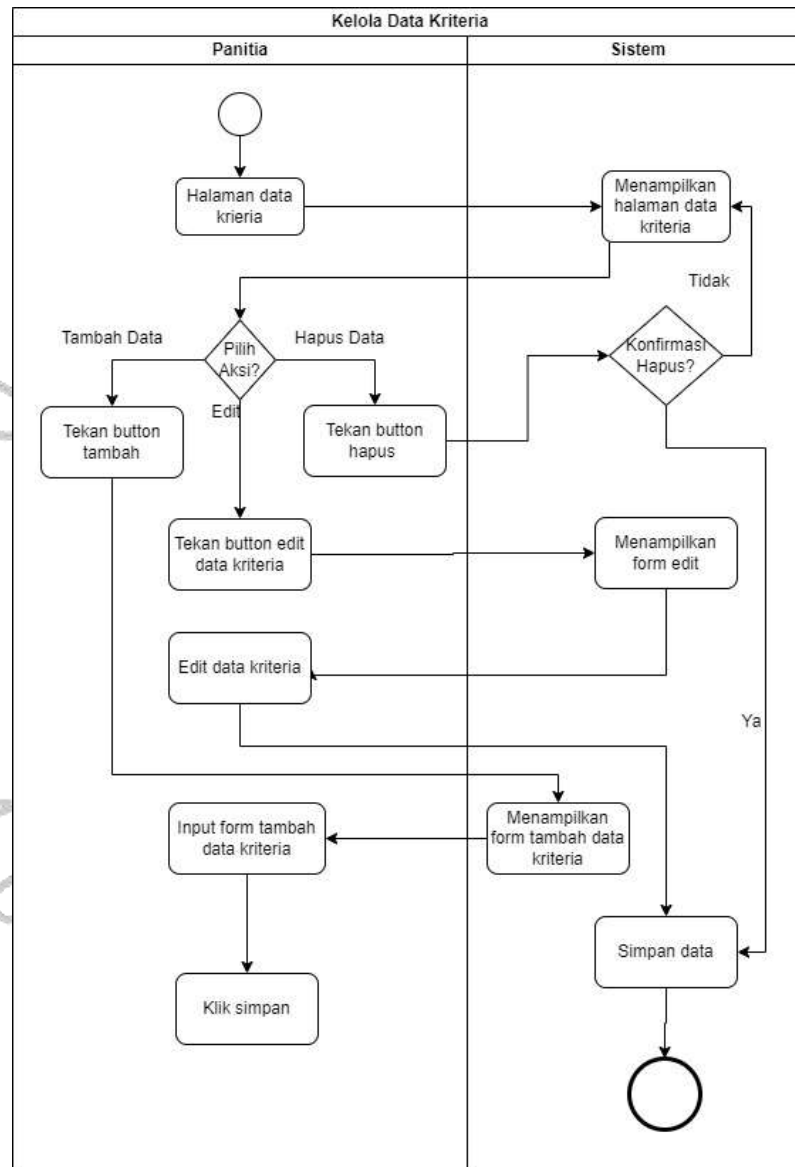 Kelola Data Kriteria
Panitia
Sistem
Halaman data
krieria
Menampilkan
halaman data
kriteria
Tidak
Tambah Data
Pilih
Aksi?
Hapus Data
Konfirmasi
Hapus?
Edit
Tekan button
tambah
Tekan button
hapus
Tekan button edit
data kriteria
Menampilkan
form edit
Edit data kriteria
Ya
Input form tambah
data kriteria
Menampilkan
form tambah data
kriteria
Simpan data
Klik simpan